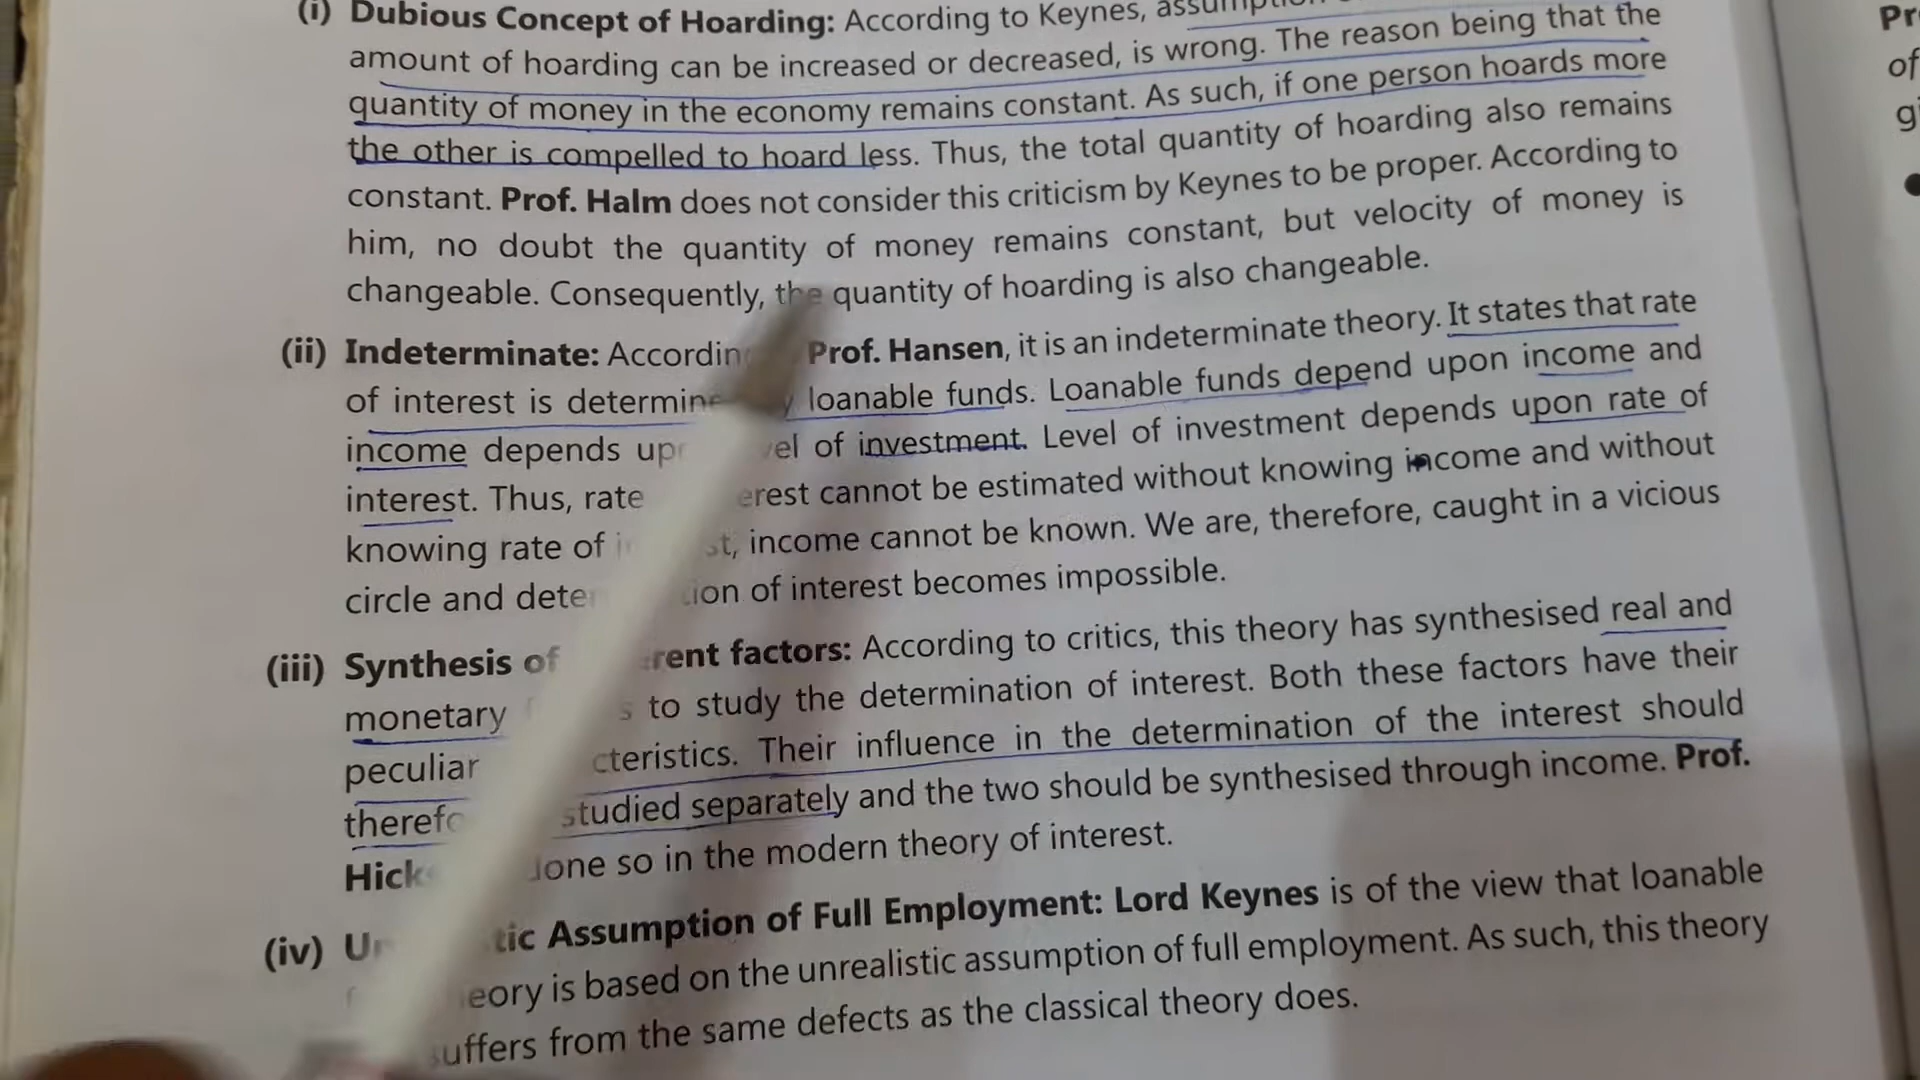 (i) Dubious Concept of Hoarding: According to Keynes,
amount of hoarding can be increased or decreased, is wrong. The reason being that the
quantity of money in the economy remains constant. As such, if one person hoards more
the other is compelled to hoard less. Thus, the total quantity of hoarding also remains
constant. Prof. Halm does not consider this criticism by Keynes to be proper. According to
him, no doubt the quantity of money remains constant, but velocity of money is
changeable. Consequently, the quantity of hoarding is also changeable.
(ii) Indeterminate: According Prof. Hansen, it is an indeterminate theory. It states that rate
of interest is loanable funds. Loanable funds depend upon income and
income depends of investment. Level of investment depends upon rate of
interest. Thus, rate cannot be estimated without knowing income and without
knowing rate of income cannot be known. We are, therefore, caught in a vicious
circle and of interest becomes impossible.
(iii) Synthesis of factors: According to critics, this theory has synthesised real and
monetary to study the determination of interest. Both these factors have their
peculiar Their influence in the determination of the interest should
studied separately and the two should be synthesised through income. Prof.
so in the modern theory of interest.
(iv) Assumption of Full Employment: Lord Keynes is of the view that loanable
is based on the unrealistic assumption of full employment. As such, this theory
suffers from the same defects as the classical theory does.
of